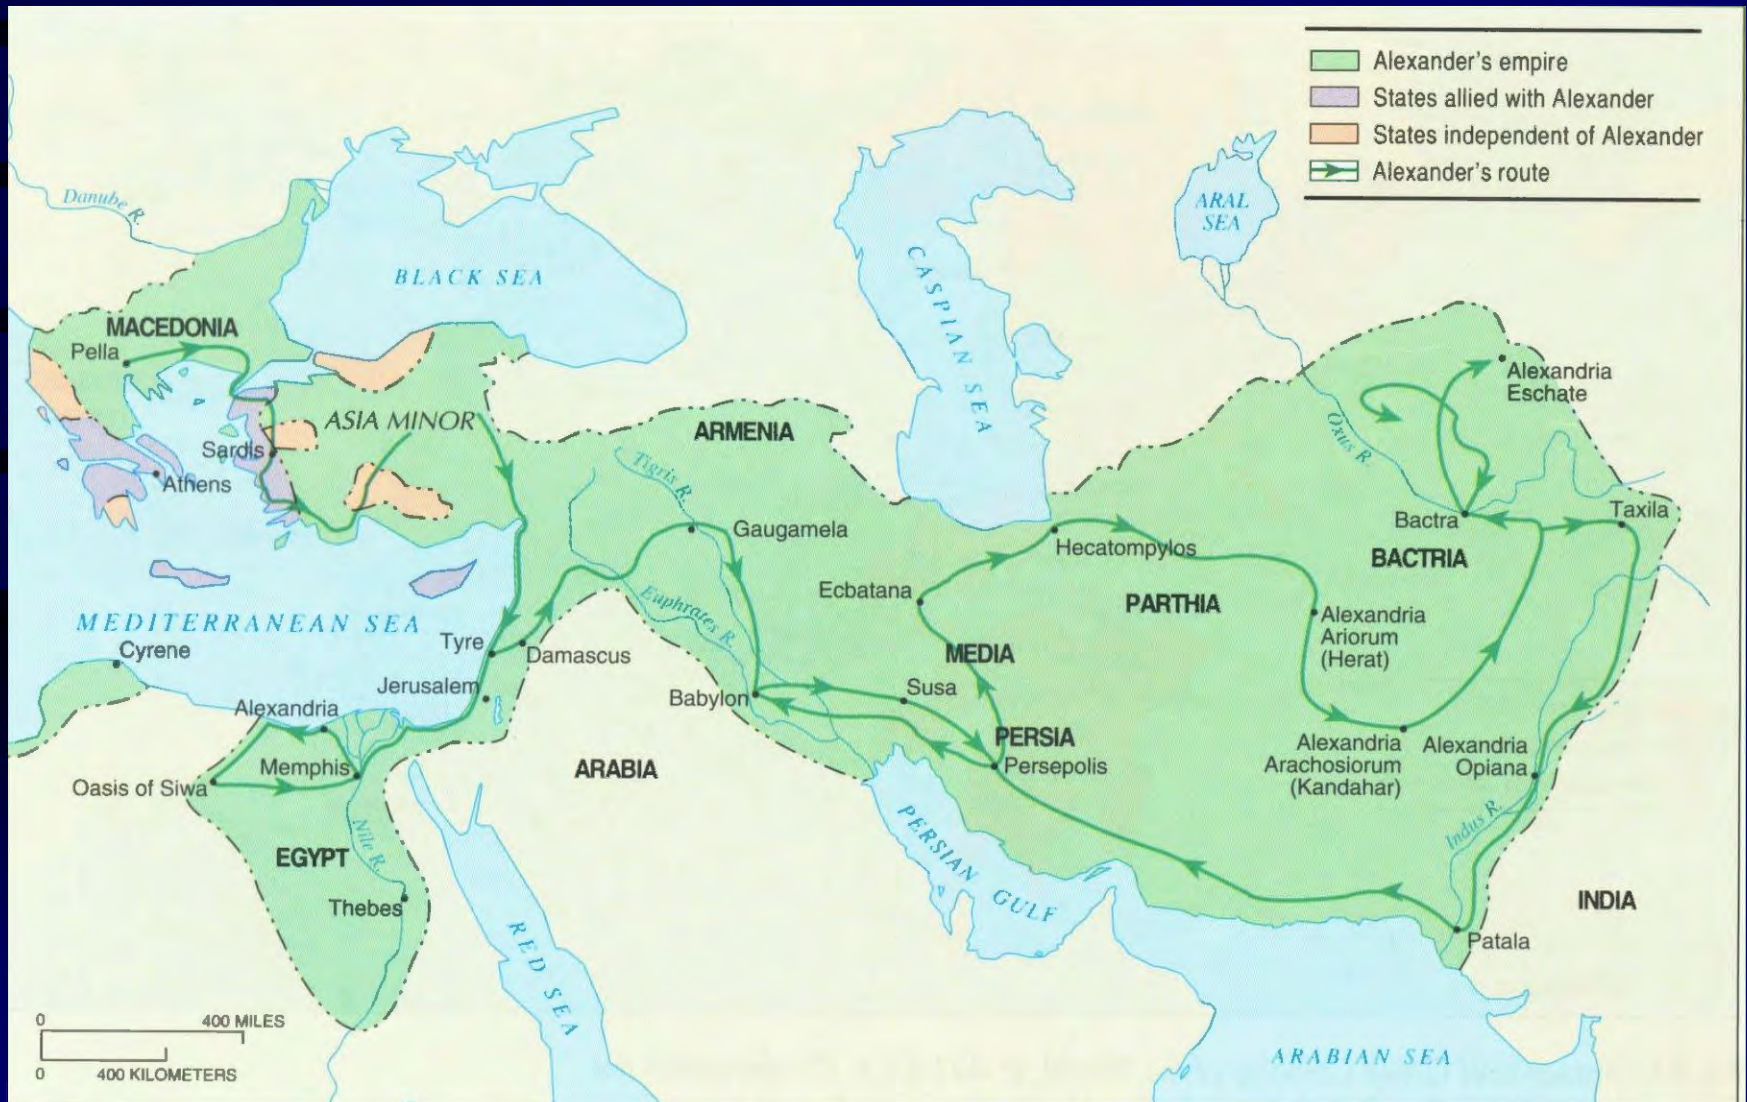 Alexander's empire
States allied with Alexander
States independent of Alexander
Alexander's route
Danube R.
BLACK SEA
CASPIAN SEA
ARAL
SEA
MACEDONIA
Pella
ASIA MINOR
Sardis
Athens
ARMENIA
Tigris R.
Oxus R.
Alexandria
Eschate
Gaugamela
Hecatompylos
Bactra
Taxila
BACTRIA
Ecbatana
PARTHIA
Euphrates R.
MEDITERRANEAN SEA
Cyrene
Tyre
Damascus
Alexandria
Ariorum
(Herat)
MEDIA
Jerusalem
Babylon
Susa
Alexandria
PERSIA
Persepolis
Alexandria
Arachosiorum
(Kandahar)
Alexandria
Opiana
Memphis
Oasis of Siwa
ARABIA
Nile R.
EGYPT
Thebes
PERSIAN GULF
Indus R.
INDIA
Patala
RED SEA
ARABIAN SEA
0 400 MILES
0 400 KILOMETERS